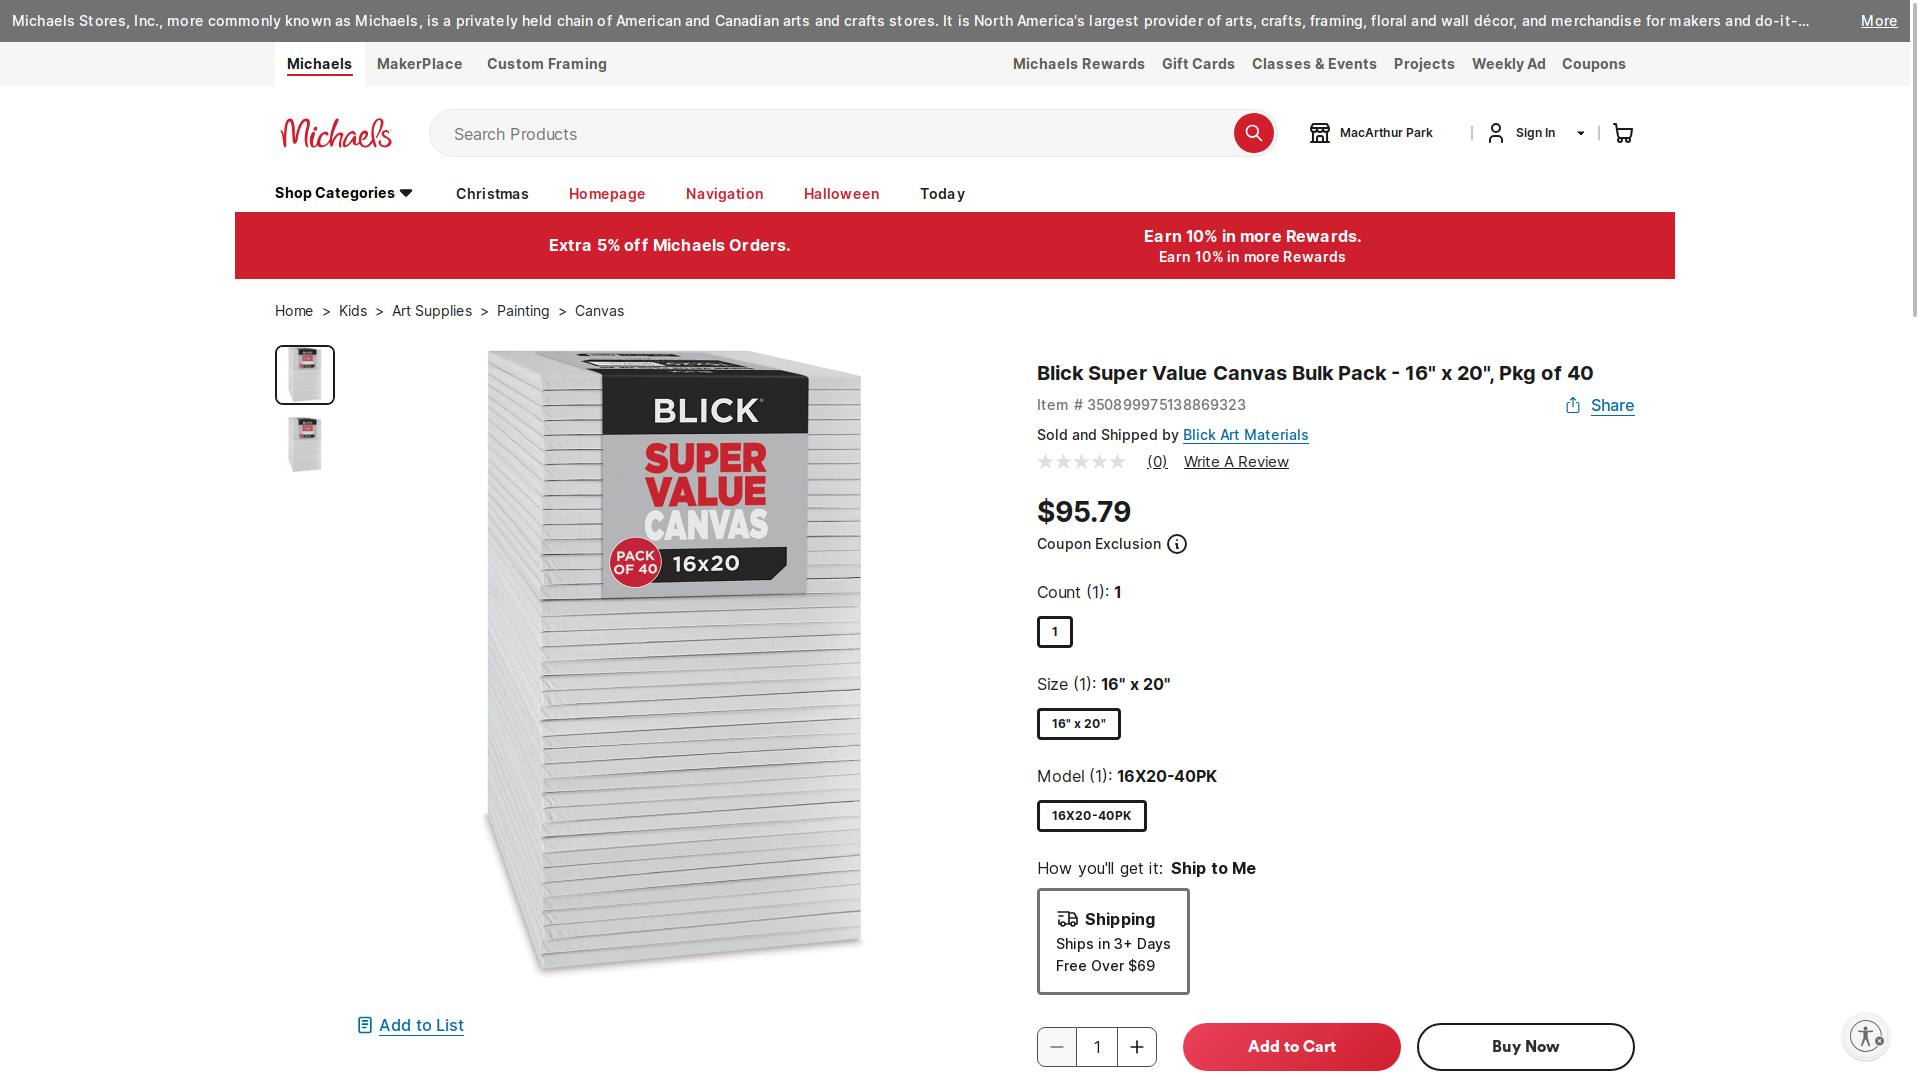 Michaels Stores, Inc., more commonly known as Michaels, is a privately held chain of American and Canadian arts and crafts stores. It is North America's largest provider of arts, crafts, framing, floral and wall décor, and merchandise for makers and do-it-...
More
Michaels
MakerPlace
Custom Framing
Michaels Rewards
Gift Cards
Classes & Events
Projects
Weekly Ad
Coupons
Michaels
Search Products
MacArthur Park
Sign In
Shop Categories
Christmas
Homepage
Navigation
Halloween
Today
Extra 5% off Michaels Orders.
Earn 10% in more Rewards.
Earn 10% in more Rewards
Home > Kids > Art Supplies > Painting > Canvas
BLICK
SUPER
VALUE
CANVAS
PACK
OF 40
16x20
Add to List
Blick Super Value Canvas Bulk Pack - 16" x 20", Pkg of 40
Item # 350899975138869323
Share
Sold and Shipped by Blick Art Materials
(0)
Write A Review
$95.79
Coupon Exclusion
Count (1): 1
1
Size (1): 16" x 20"
16" x 20"
Model (1): 16X20-40PK
16X20-40PK
How you'll get it: Ship to Me
Shipping
Ships in 3+ Days
Free Over $69
1
Add to Cart
Buy Now